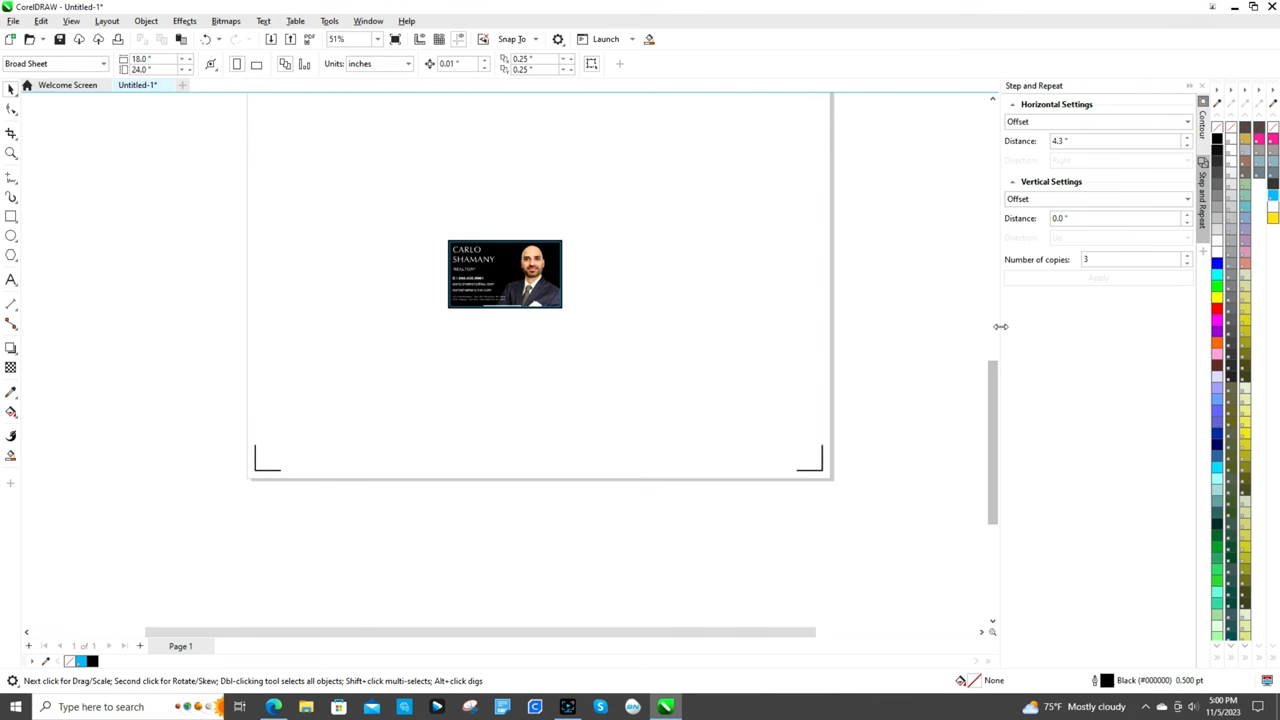 CorelDRAW - Untitled-1*
File Edit View Layout Object Effects Bitmaps Text Table Tools Window Help
PDF 51% Snap To Launch
Broad Sheet 18.0 " 24.0 " Units: inches 0.01 " 0.25 " 0.25 "
Welcome Screen Untitled-1*
Step and Repeat
Horizontal Settings
Offset
Distance: 4.3 "
Direction: Right
Vertical Settings
Offset
Distance: 0.0 "
Direction: Up
Number of copies: 3
Apply
Contour
Step and Repeat
CARLO
SHAMANY
REALTOR®
1 of 1 Page 1
Next click for Drag/Scale; Second click for Rotate/Skew; Dbl-clicking tool selects all objects; Shift+click multi-selects; Alt+click digs
None
Black (#000000) 0.500 pt
Type here to search
75°F Mostly cloudy
5:00 PM
11/5/2023